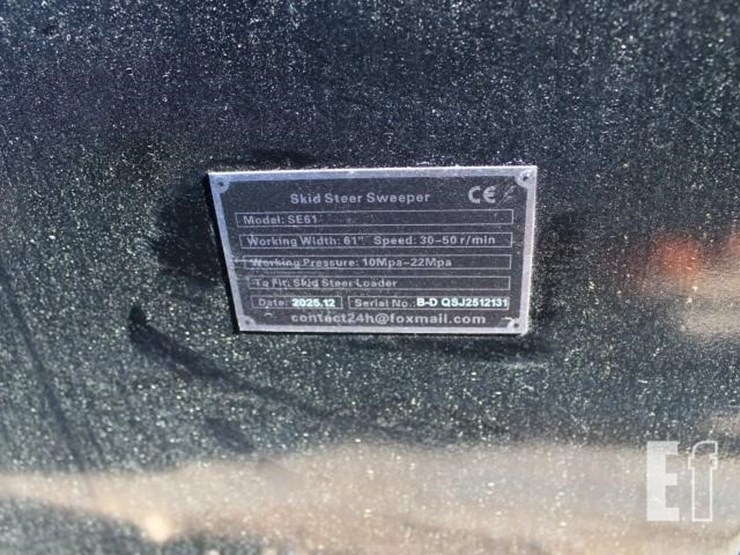 Skid Steer Sweeper CE
Model: SE61
Working Width: 61" Speed: 30-50 r/min
Working Pressure: 10Mpa-22Mpa
To Fit: Skid Steer Loader
Date: 2025.12 Serial No. B-D QSJ2512131
contact24h@foxmail.com
Ef